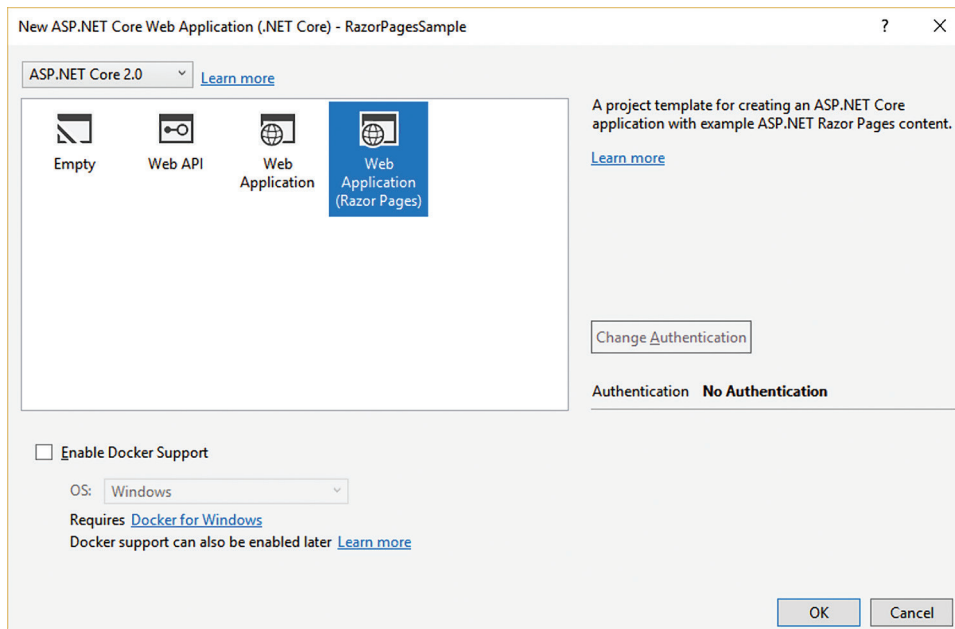 New ASP.NET Core Web Application (.NET Core) - RazorPagesSample
?
ASP.NET Core 2.0
Learn more
Empty
Web API
Web
Application
Web
Application
(Razor Pages)
A project template for creating an ASP.NET Core
application with example ASP.NET Razor Pages content.
Learn more
Change Authentication
Authentication No Authentication
Enable Docker Support
OS: Windows
Requires Docker for Windows
Docker support can also be enabled later Learn more
OK
Cancel